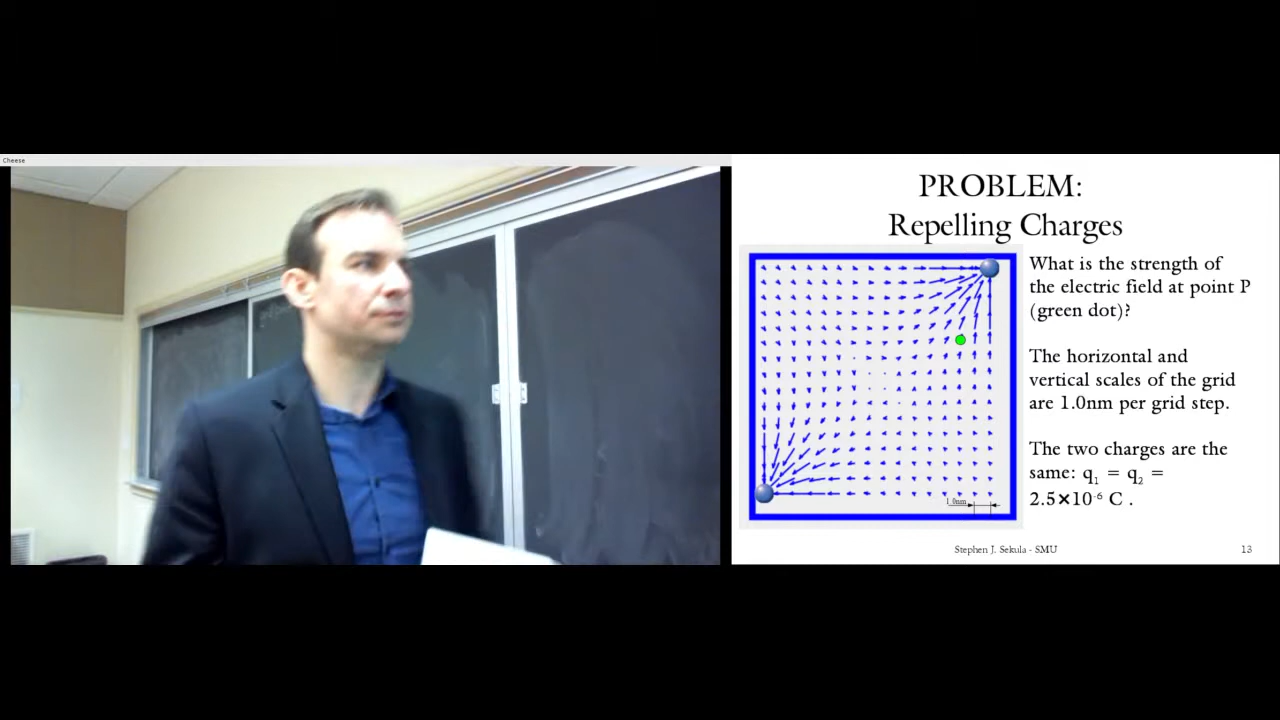 Cheese
PROBLEM:
Repelling Charges
What is the strength of
the electric field at point P
(green dot)?
The horizontal and
vertical scales of the grid
are 1.0nm per grid step.
The two charges are the
same: q₁ = q₂ =
2.5×10⁻⁶ C .
1.0nm
Stephen J. Sekula - SMU
13